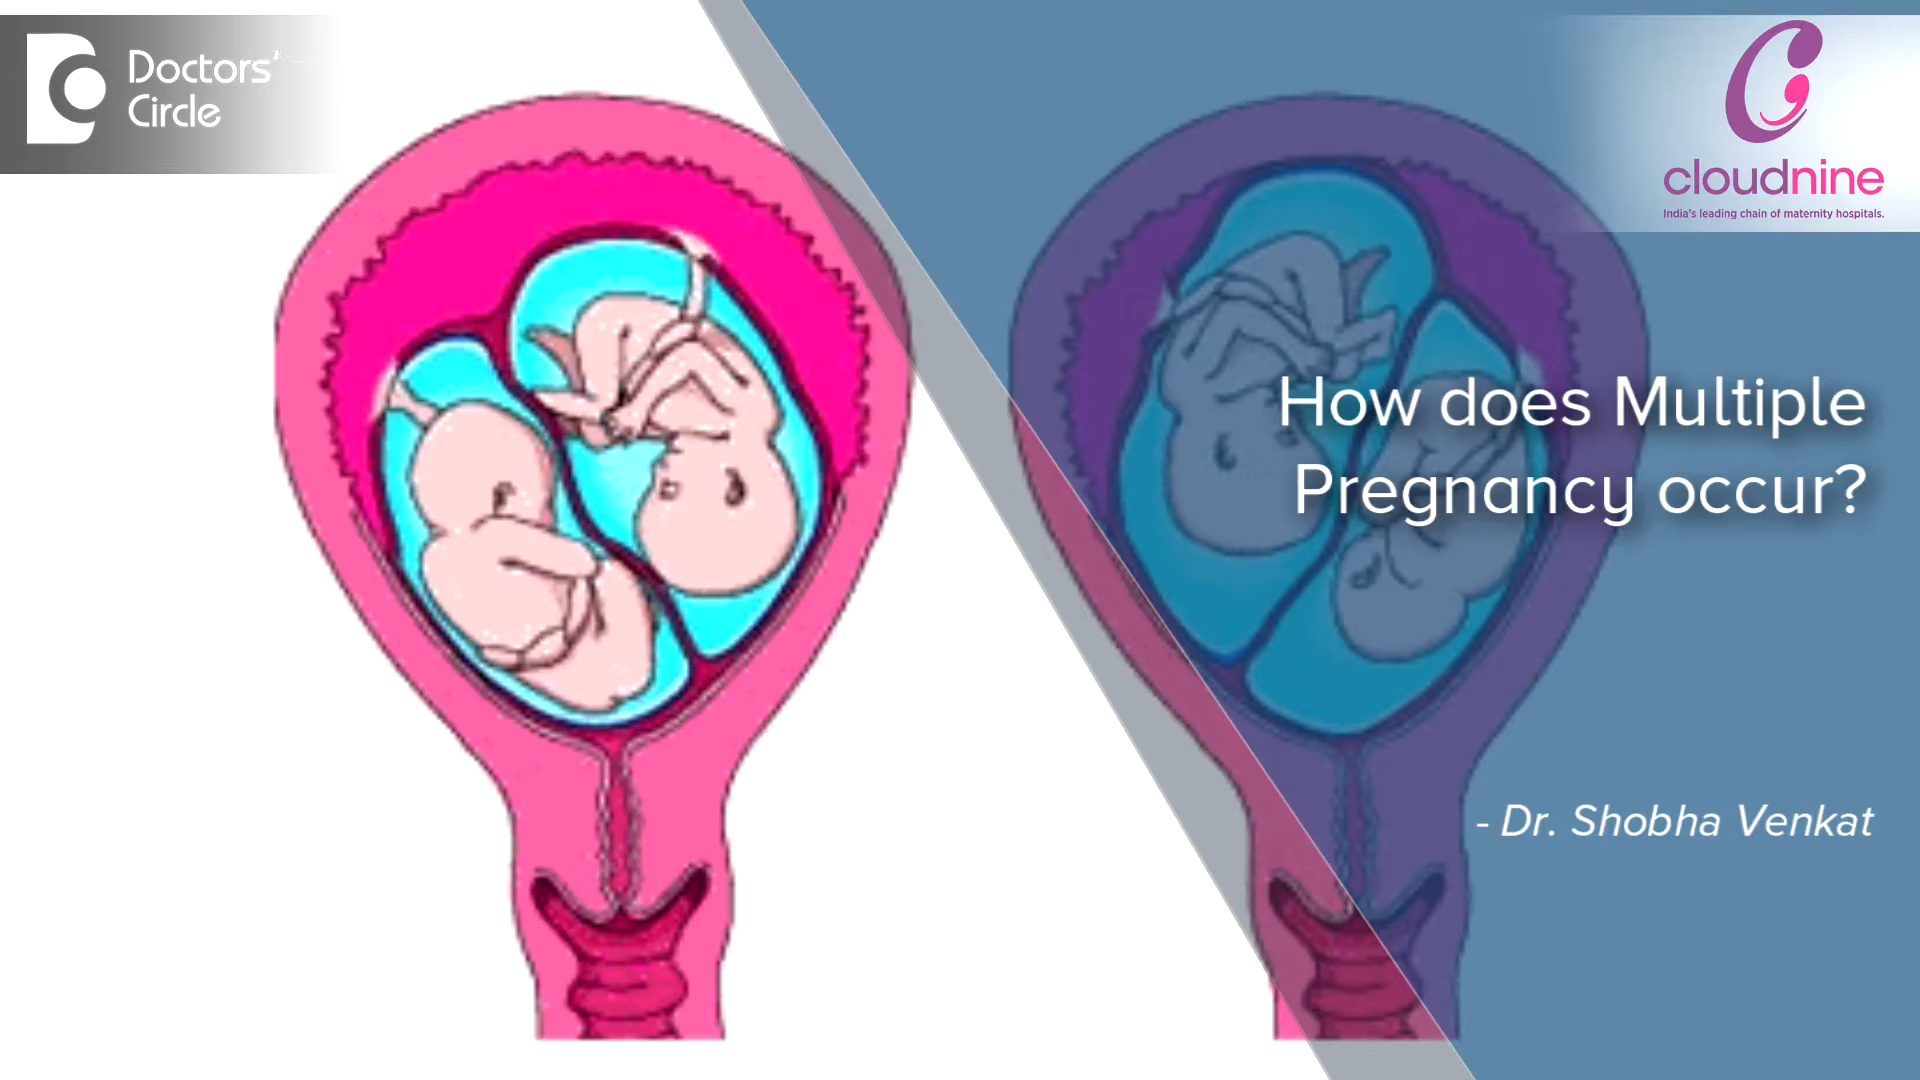 Doctors'
Circle
cloudnine
India's leading chain of maternity hospitals.
How does Multiple
Pregnancy occur?
- Dr. Shobha Venkat